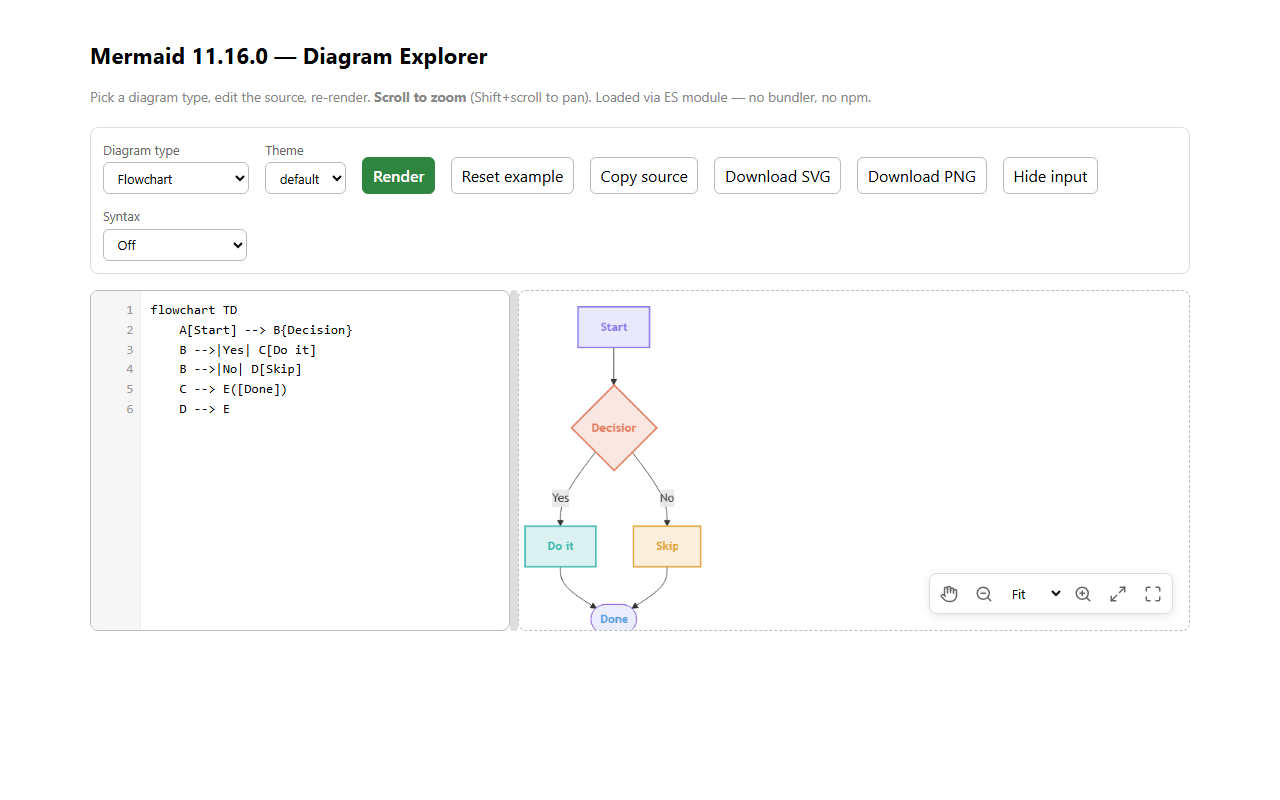 Mermaid 11.16.0 — Diagram Explorer
Pick a diagram type, edit the source, re-render. Scroll to zoom (Shift+scroll to pan). Loaded via ES module — no bundler, no npm.
Diagram type
Theme
Flowchart
default
Render
Reset example
Copy source
Download SVG
Download PNG
Hide input
Syntax
Off
1 flowchart TD
2 A[Start] --> B{Decision}
3 B -->|Yes| C[Do it]
4 B -->|No| D[Skip]
5 C --> E([Done])
6 D --> E
Start
Decisior
Yes
No
Do it
Skip
Done
Fit